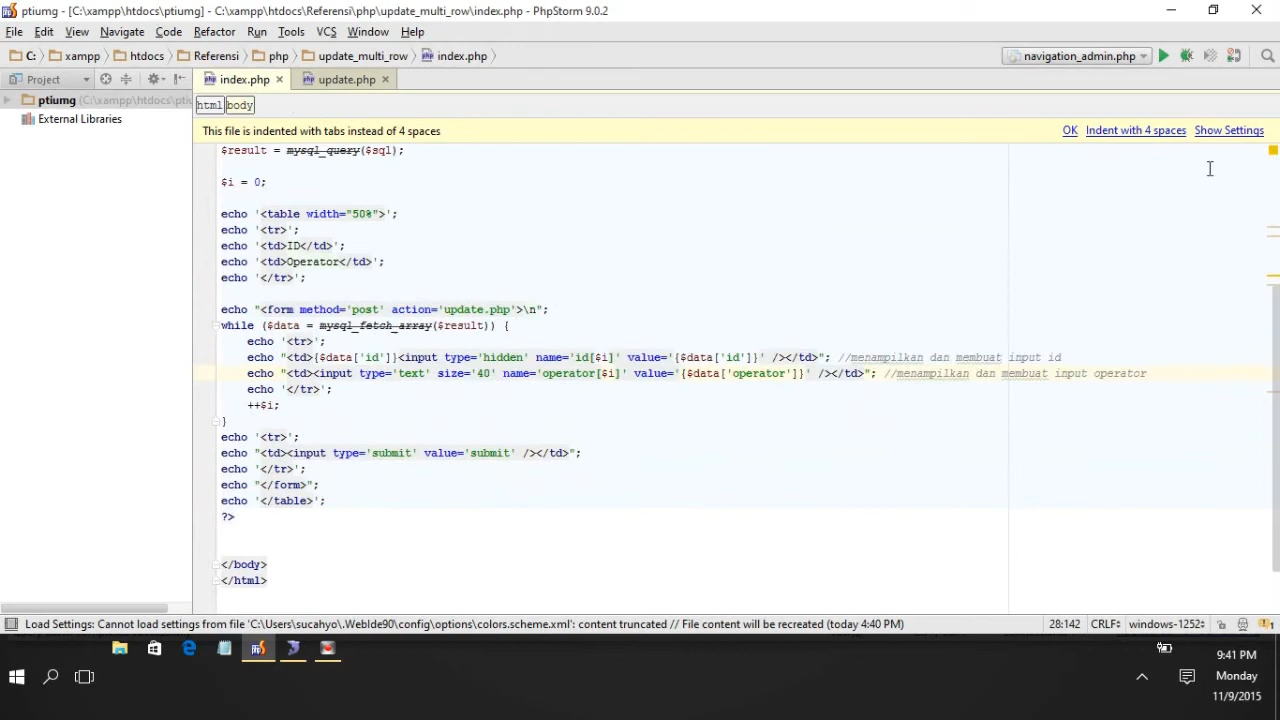 ptiumg - [C:\xampp\htdocs\ptiumg] - C:\xampp\htdocs\Referensi\php\update_multi_row\index.php - PhpStorm 9.0.2
File Edit View Navigate Code Refactor Run Tools VCS Window Help
C: xampp htdocs Referensi php update_multi_row index.php navigation_admin.php
Project index.php update.php
ptiumg (C:\xampp\htdocs\ptiu
External Libraries
html body
This file is indented with tabs instead of 4 spaces OK Indent with 4 spaces Show Settings
$result = mysql_query($sql);
$i = 0;
echo '<table width="50%">';
echo '<tr>';
echo '<td>ID</td>';
echo '<td>Operator</td>';
echo '</tr>';
echo "<form method='post' action='update.php'>\n";
while ($data = mysql_fetch_array($result)) {
echo '<tr>';
echo "<td>{$data['id']}<input type='hidden' name='id[$i]' value='{$data['id']}' /></td>"; //menampilkan dan membuat input id
echo "<td><input type='text' size='40' name='operator[$i]' value='{$data['operator']}' /></td>"; //menampilkan dan membuat input operator
echo '</tr>';
++$i;
}
echo '<tr>';
echo "<td><input type='submit' value='submit' /></td>";
echo '</tr>';
echo "</form>";
echo '</table>';
?>
</body>
</html>
Load Settings: Cannot load settings from file 'C:\Users\sucahyo\.WebIde90\config\options\colors.scheme.xml': content truncated // File content will be recreated (today 4:40 PM) 28:142 CRLF windows-1252 1
9:41 PM
Monday
11/9/2015